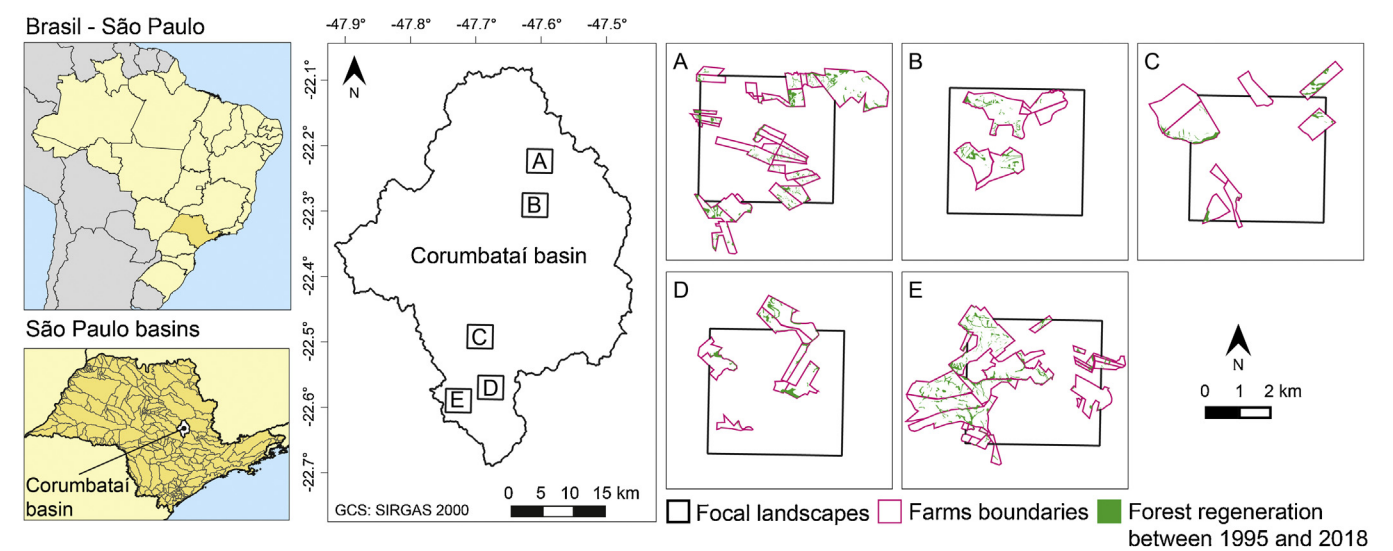 Brasil - São Paulo
São Paulo basins
Corumbataí
basin
-47.9° -47.8° -47.7° -47.6° -47.5°
-22.1°
-22.2°
-22.3°
-22.4°
-22.5°
-22.6°
-22.7°
N
A
B
Corumbataí basin
C
D
E
GCS: SIRGAS 2000
0 5 10 15 km
A
B
C
D
E
N
0 1 2 km
Focal landscapes
Farms boundaries
Forest regeneration
between 1995 and 2018